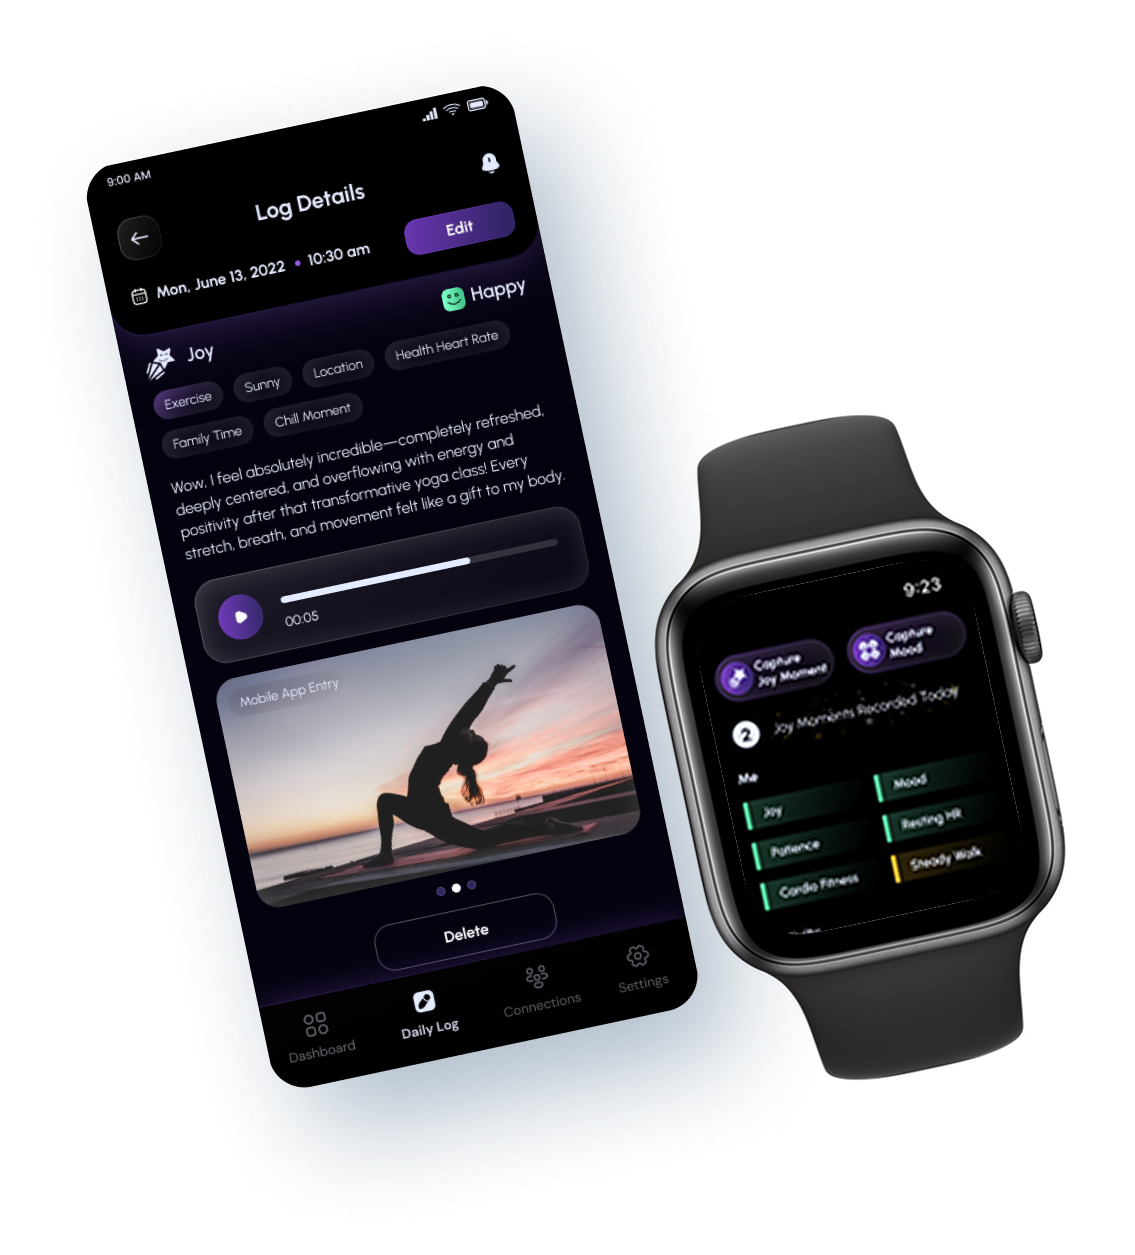 9:00 AM
Log Details
Edit
Mon, June 13, 2022 • 10:30 am
Happy
Joy
Exercise
Sunny
Location
Health Heart Rate
Family Time
Chill Moment
Wow, I feel absolutely incredible—completely refreshed,
deeply centered, and overflowing with energy and
positivity after that transformative yoga class! Every
stretch, breath, and movement felt like a gift to my body.
00:05
Mobile App Entry
Delete
Dashboard
Daily Log
Connections
Settings
9:23
Capture
Joy Moment
Capture
Mood
2
Joy Moments Recorded Today
Me
Joy
Mood
Patience
Resting HR
Cardio Fitness
Steady Walk